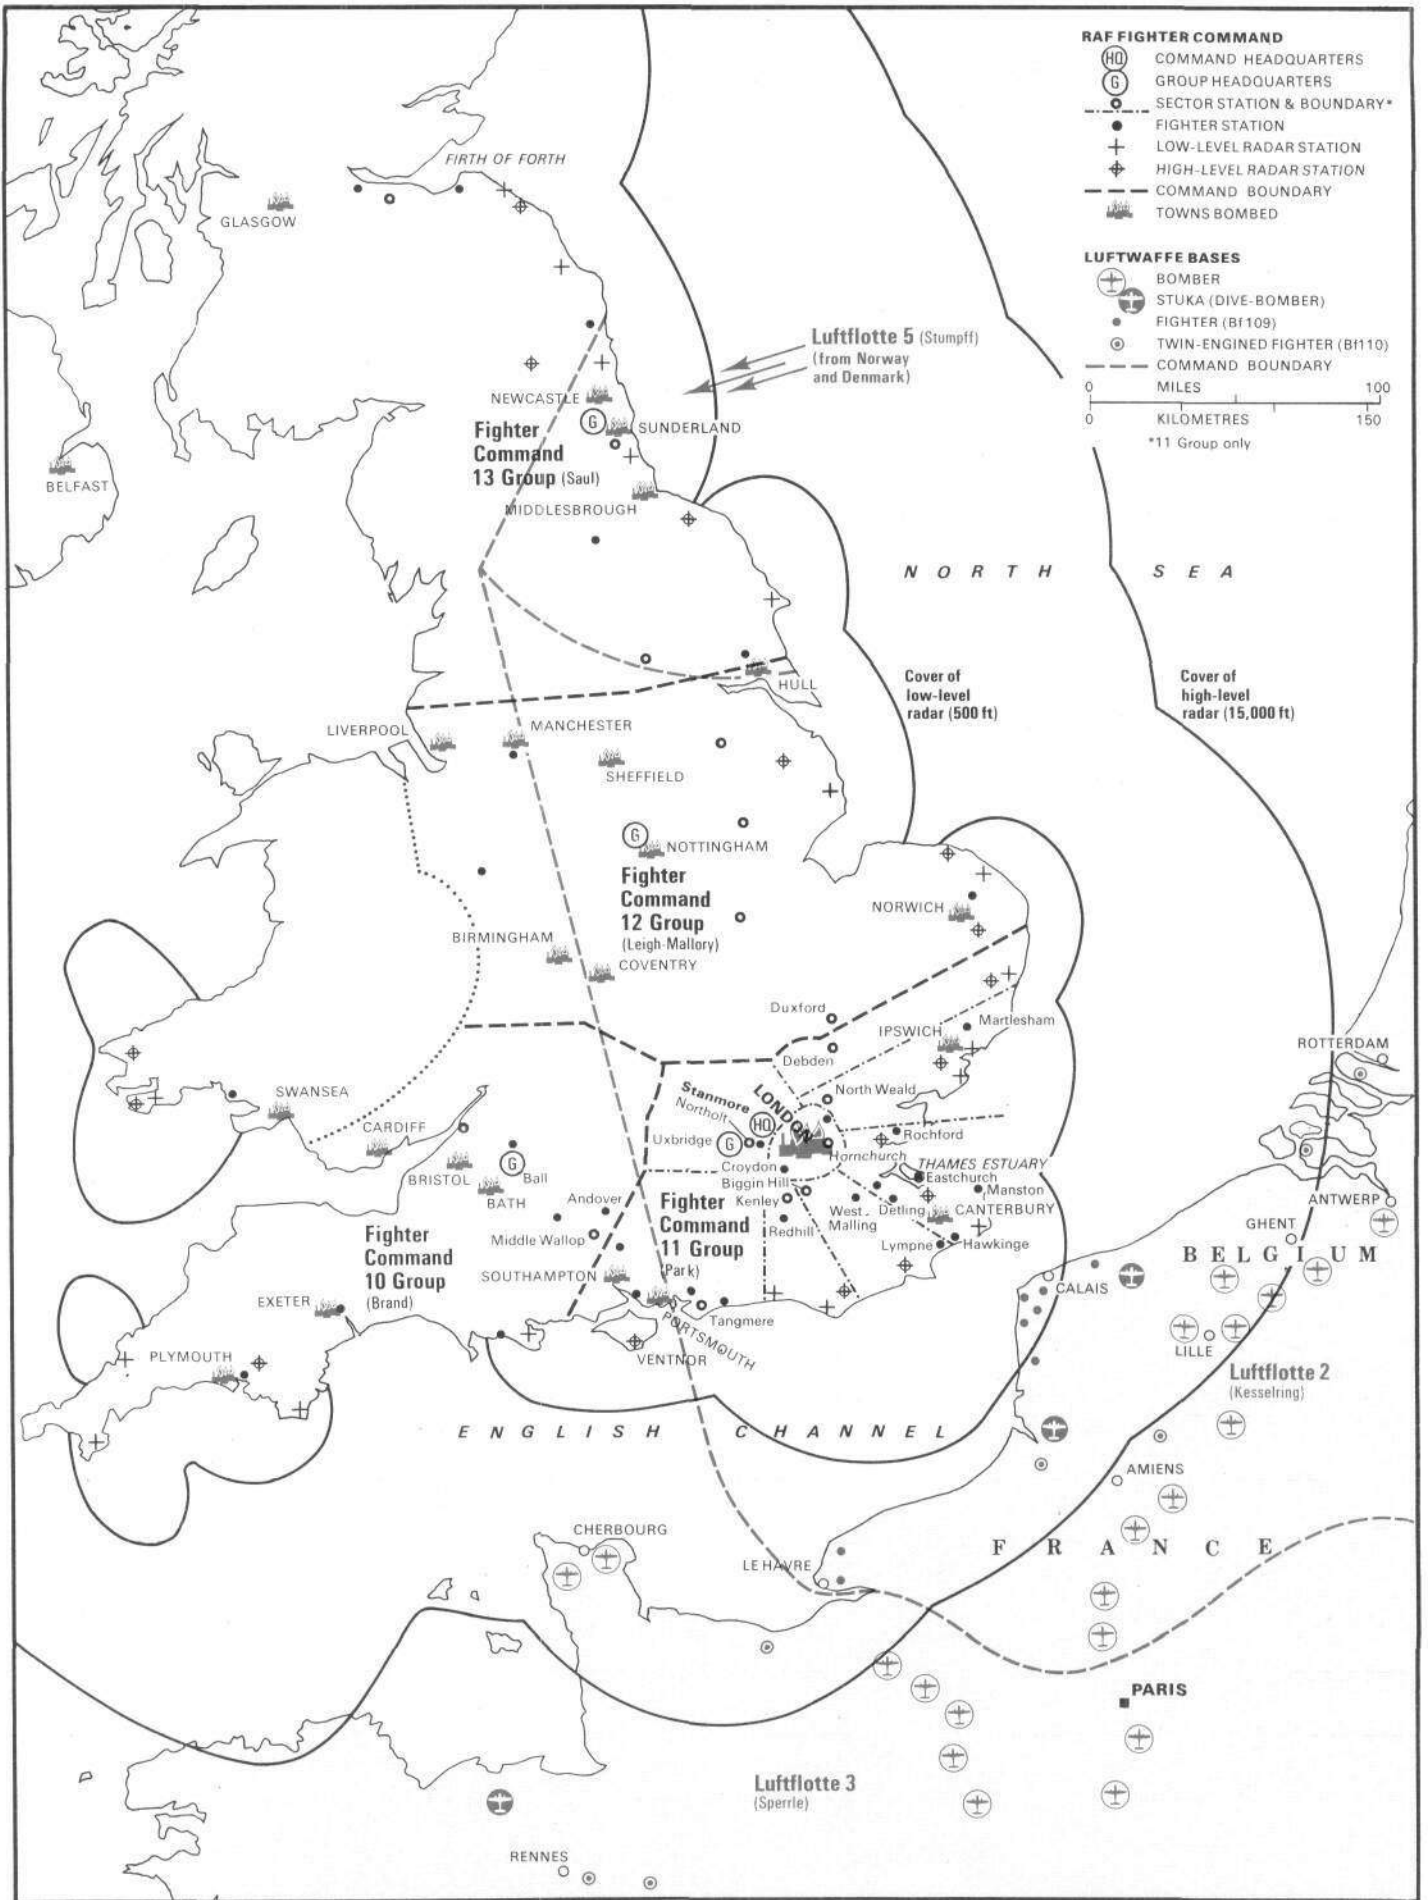 RAF FIGHTER COMMAND
HQ COMMAND HEADQUARTERS
G GROUP HEADQUARTERS
SECTOR STATION & BOUNDARY*
FIGHTER STATION
LOW-LEVEL RADAR STATION
HIGH-LEVEL RADAR STATION
COMMAND BOUNDARY
TOWNS BOMBED
LUFTWAFFE BASES
BOMBER
STUKA (DIVE-BOMBER)
FIGHTER (Bf109)
TWIN-ENGINED FIGHTER (Bf110)
COMMAND BOUNDARY
0 MILES 100
0 KILOMETRES 150
*11 Group only
FIRTH OF FORTH
GLASGOW
Luftflotte 5 (Stumpff)
(from Norway
and Denmark)
NEWCASTLE
G
SUNDERLAND
Fighter
Command
13 Group (Saul)
BELFAST
MIDDLESBROUGH
NORTH SEA
HULL
Cover of
low-level
radar (500 ft)
Cover of
high-level
radar (15,000 ft)
LIVERPOOL
MANCHESTER
SHEFFIELD
G
NOTTINGHAM
Fighter
Command
12 Group
(Leigh-Mallory)
NORWICH
BIRMINGHAM
COVENTRY
Duxford
IPSWICH
Martlesham
Debden
ROTTERDAM
SWANSEA
Stanmore
LONDON
North Weald
Northolt
HQ
CARDIFF
Uxbridge
G
Rochford
Hornchurch
BRISTOL
G
Ball
BATH
Croydon
Biggin Hill
Kenley
THAMES ESTUARY
Eastchurch
Manston
ANTWERP
Andover
Fighter
Command
11 Group
(Park)
West
Malling
Detling
CANTERBURY
Redhill
GHENT
Fighter
Command
10 Group
(Brand)
Middle Wallop
Lympne
Hawkinge
BELGIUM
SOUTHAMPTON
CALAIS
EXETER
Tangmere
PORTSMOUTH
VENTNOR
LILLE
PLYMOUTH
Luftflotte 2
(Kesselring)
ENGLISH CHANNEL
AMIENS
CHERBOURG
FRANCE
LE HAVRE
PARIS
Luftflotte 3
(Sperrle)
RENNES